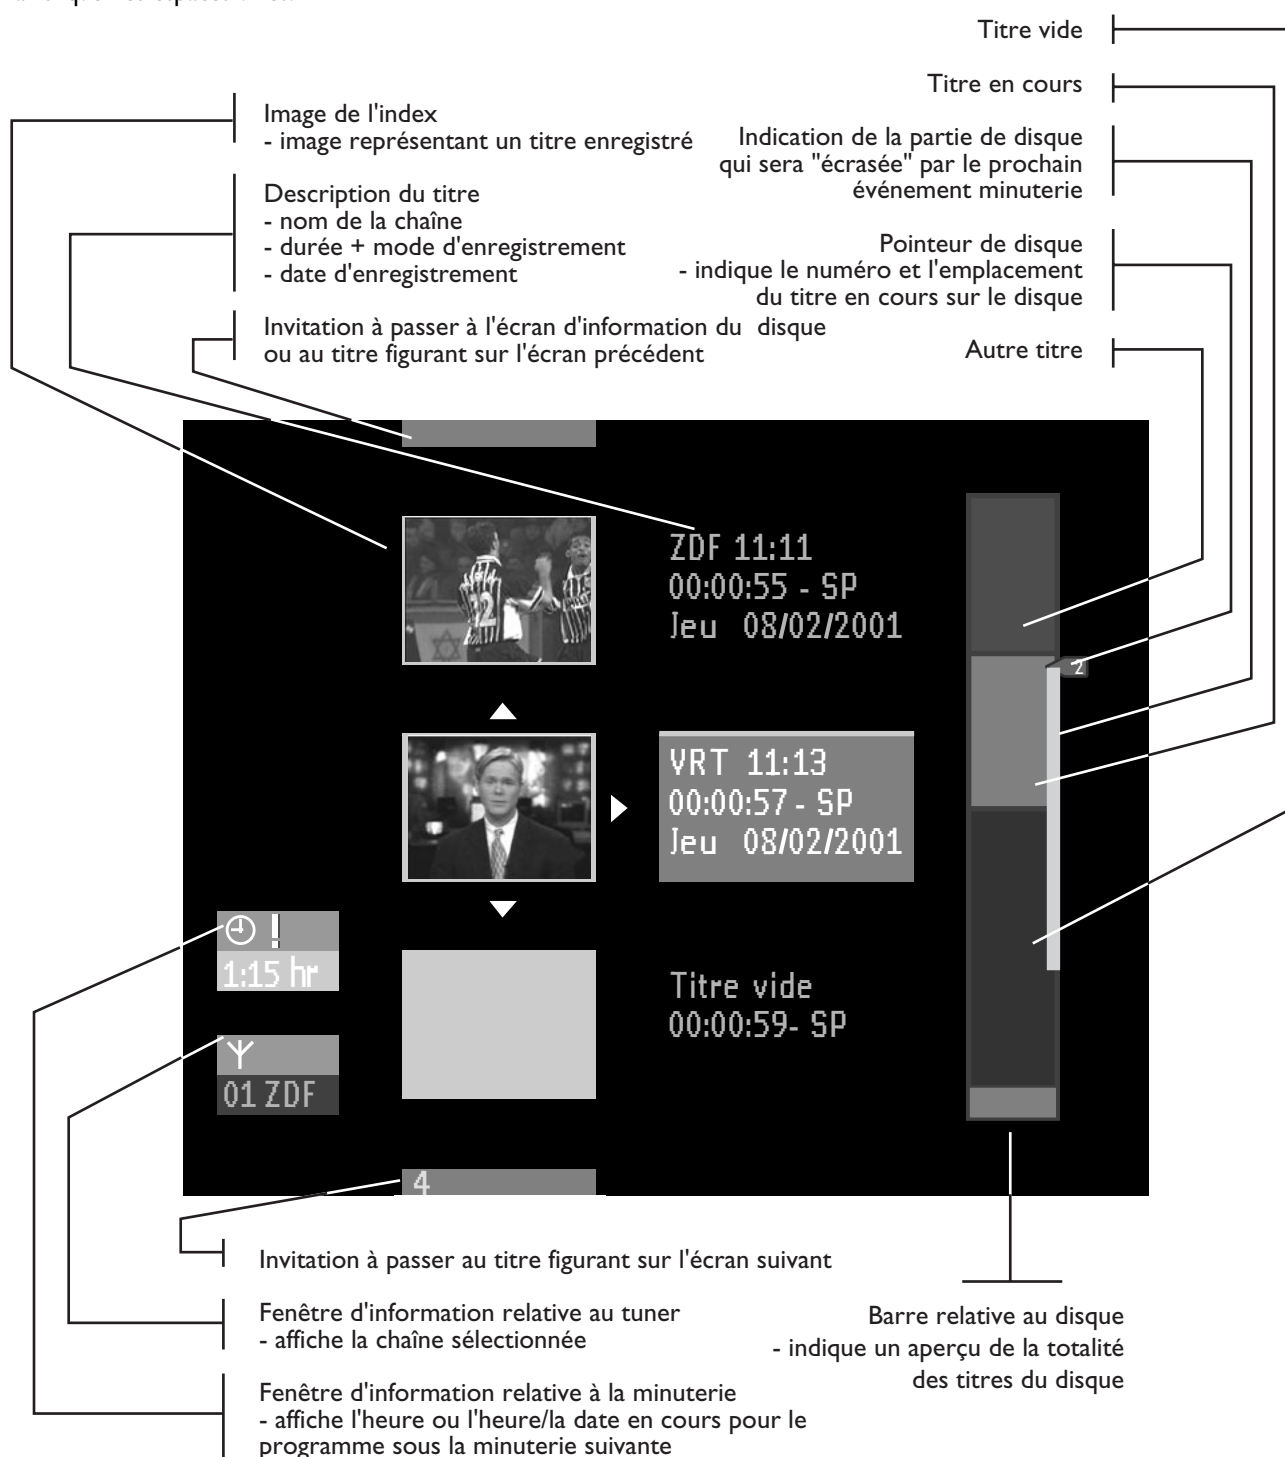 Titre vide
Titre en cours
Image de l'index
- image représentant un titre enregistré
Indication de la partie de disque
qui sera "écrasée" par le prochain
événement minuterie
Description du titre
- nom de la chaîne
- durée + mode d'enregistrement
- date d'enregistrement
Pointeur de disque
- indique le numéro et l'emplacement
du titre en cours sur le disque
Invitation à passer à l'écran d'information du disque
ou au titre figurant sur l'écran précédent
Autre titre
ZDF 11:11
00:00:55 - SP
Jeu 08/02/2001
32
2
VRT 11:13
00:00:57 - SP
Jeu 08/02/2001
1:15 hr
Titre vide
00:00:59- SP
01 ZDF
4
Invitation à passer au titre figurant sur l'écran suivant
Fenêtre d'information relative au tuner
- affiche la chaîne sélectionnée
Barre relative au disque
- indique un aperçu de la totalité
des titres du disque
Fenêtre d'information relative à la minuterie
- affiche l'heure ou l'heure/la date en cours pour le
programme sous la minuterie suivante